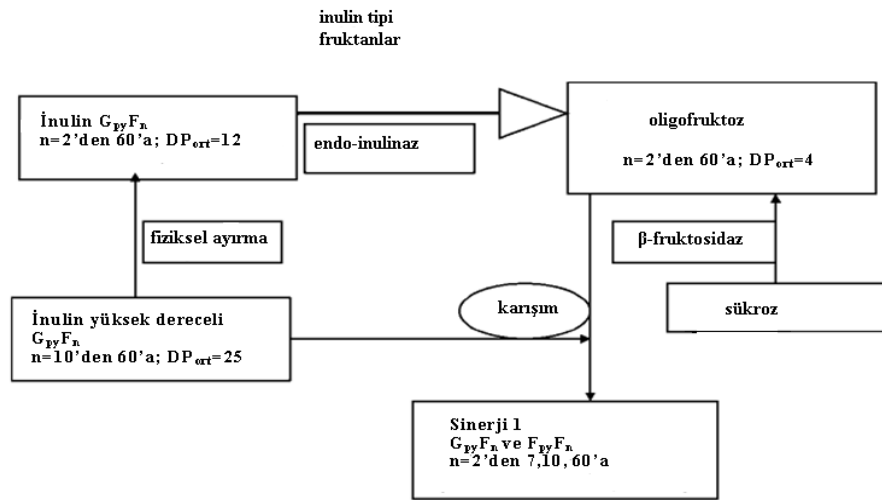 inulin tipi
fruktanlar
İnulin GpyFn
n=2'den 60'a; DPort=12
endo-inulinaz
oligofruktoz
n=2'den 60'a; DPort=4
fiziksel ayırma
β-fruktosidaz
İnulin yüksek dereceli
GpyFn
n=10'den 60'a; DPort=25
karışım
sükroz
Sinerji 1
GpyFn ve FpyFn
n=2'den 7,10, 60'a